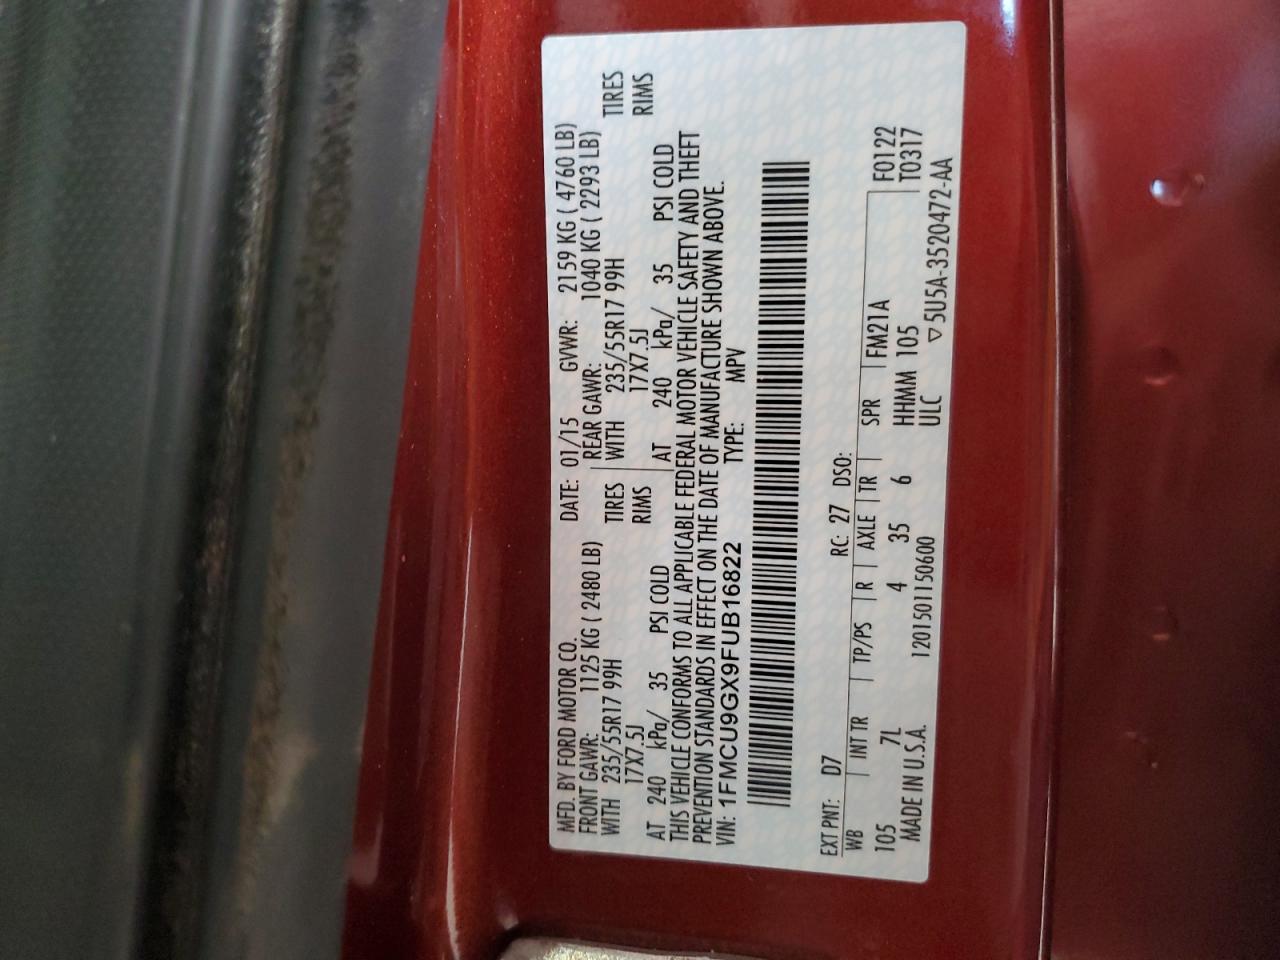 MFD. BY FORD MOTOR CO. DATE: 01/15 GVWR: 2159 KG ( 4760 LB)
FRONT GAWR: 1125 KG ( 2480 LB) REAR GAWR: 1040 KG ( 2293 LB)
WITH 235/55R17 99H TIRES WITH 235/55R17 99H TIRES
17X7.5J RIMS 17X7.5J RIMS
AT 240 kPa/ 35 PSI COLD AT 240 kPa/ 35 PSI COLD
THIS VEHICLE CONFORMS TO ALL APPLICABLE FEDERAL MOTOR VEHICLE SAFETY AND THEFT
PREVENTION STANDARDS IN EFFECT ON THE DATE OF MANUFACTURE SHOWN ABOVE.
VIN: 1FMCU9GX9FUB16822 TYPE: MPV
EXT PNT: D7 RC: 27 DSO:
WB INT TR TP/PS R AXLE TR SPR FM21A F0122
105 7L 4 35 6 HHMM 105 T0317
MADE IN U.S.A. 1201501150600 ULC ▽ 5U5A-3520472-AA